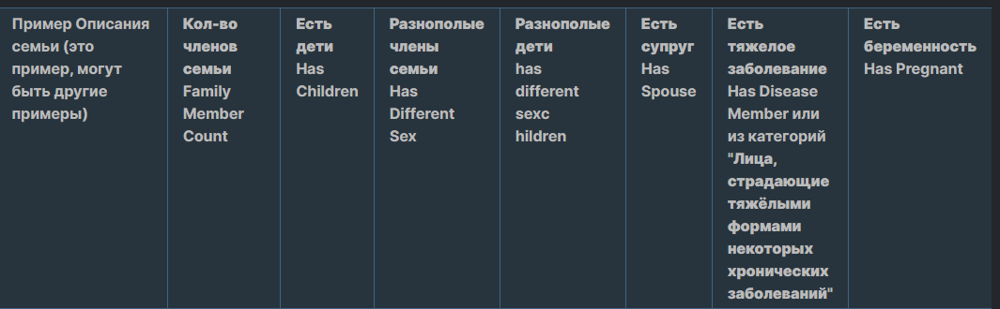 Пример Описания
семьи (это
пример, могут
быть другие
примеры)
Кол-во
членов
семьи
Family
Member
Count
Есть
дети
Has
Children
Разнополые
члены
семьи
Has
Different
Sex
Разнополые
дети
has
different
sexc
hildren
Есть
супруг
Has
Spouse
Есть
тяжелое
заболевание
Has Disease
Member или
из категорий
"Лица,
страдающие
тяжёлыми
формами
некоторых
хронических
заболеваний"
Есть
беременность
Has Pregnant